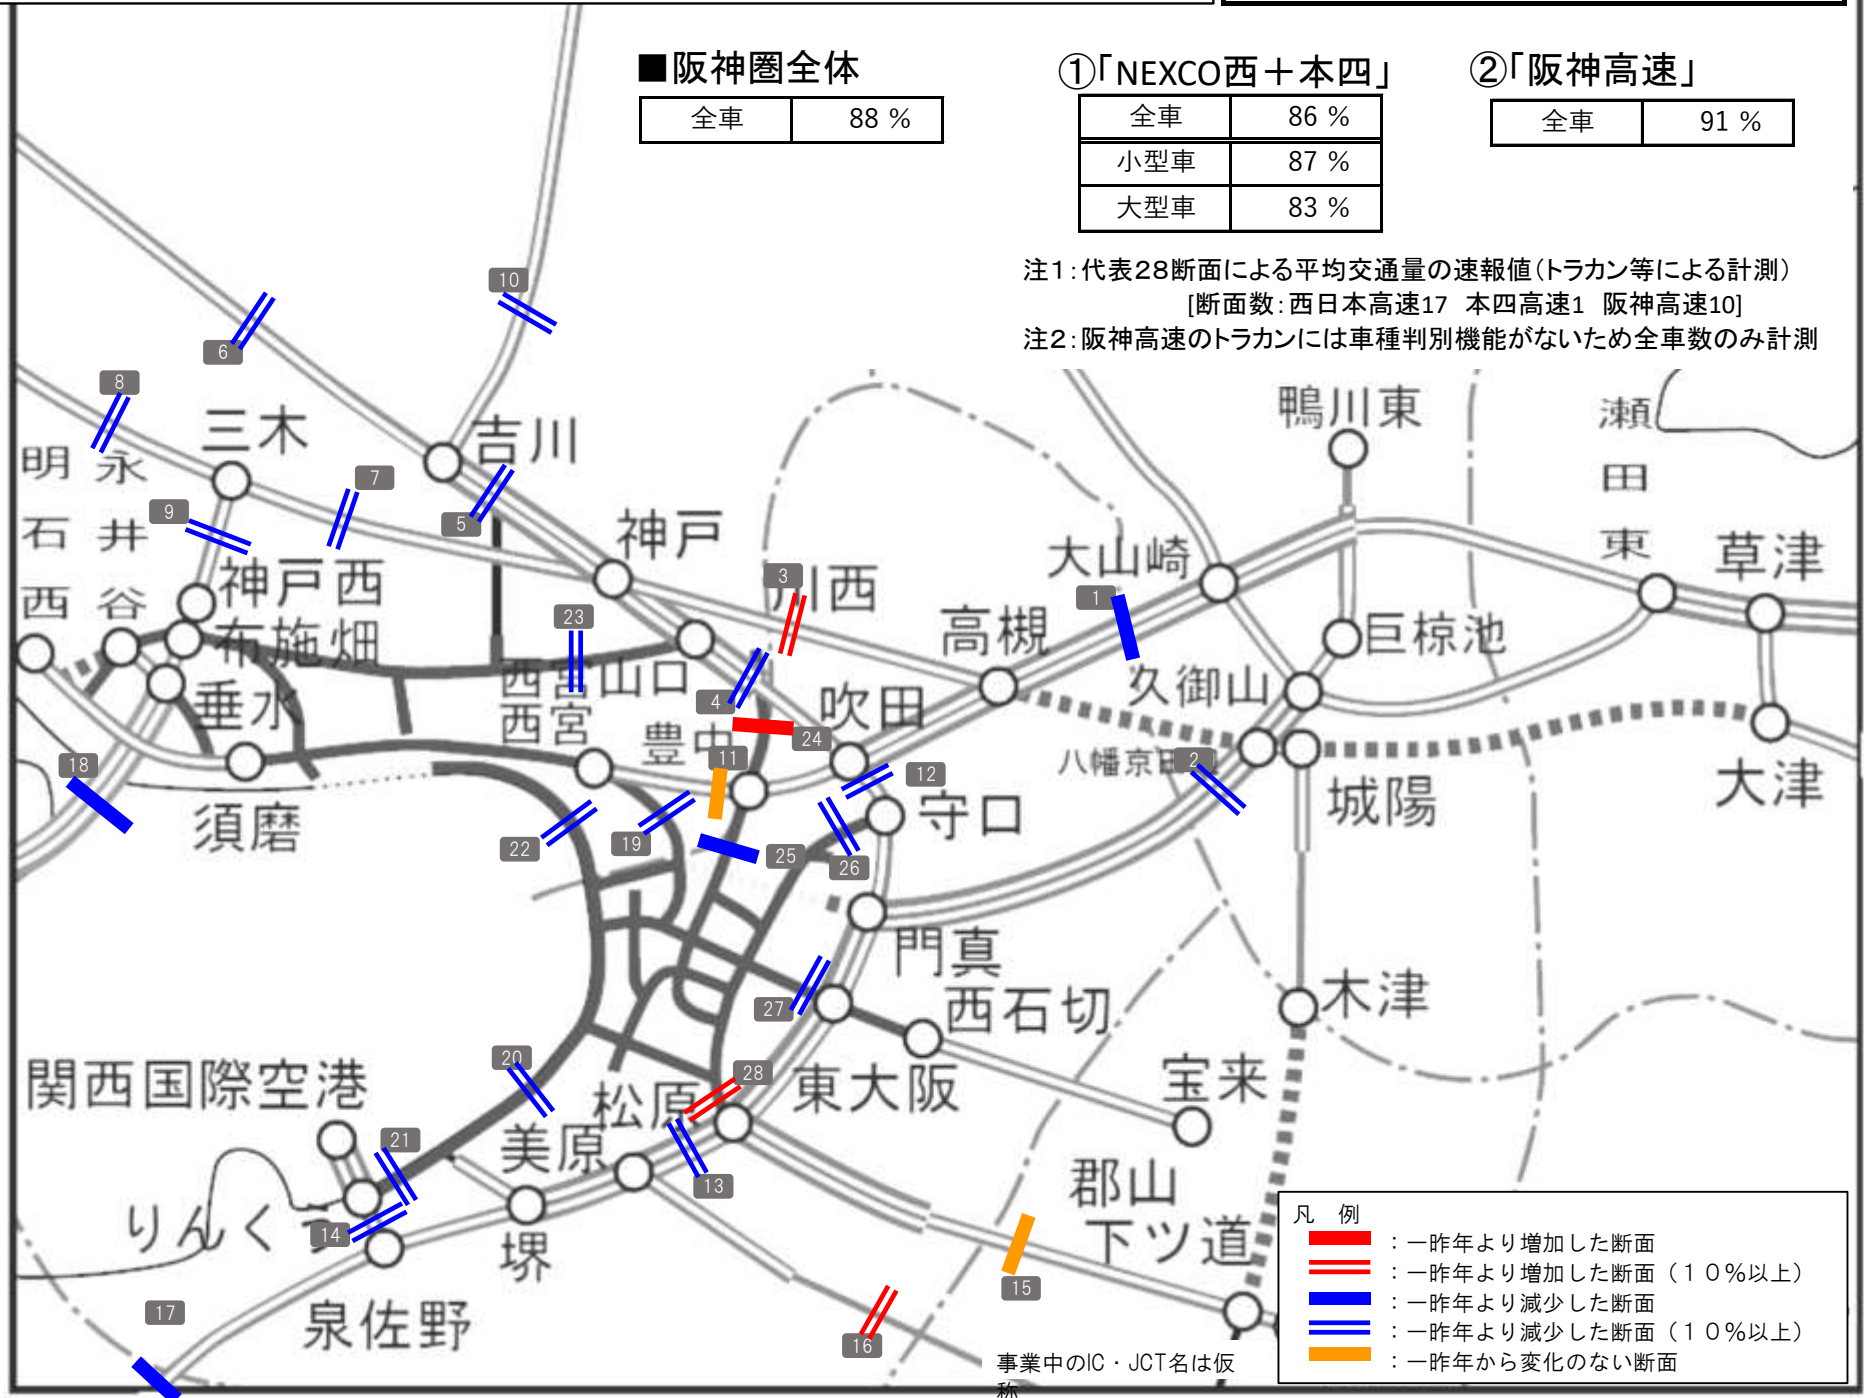 ■阪神圏全体
全車 88 %
①「NEXCO西＋本四」
全車 86 %
小型車 87 %
大型車 83 %
②「阪神高速」
全車 91 %
注1：代表28断面による平均交通量の速報値（トラカン等による計測）
[断面数：西日本高速17　本四高速1　阪神高速10]
注2：阪神高速のトラカンには車種判別機能がないため全車数のみ計測
10
6
8
三木
吉川
鴨川東
瀬田東
明石西
永井谷
7
9
5
神戸
大山崎
草津
神戸西
3
川西
1
23
高槻
巨椋池
布施畑
西宮山口
久御山
垂水
4
吹田
西宮
豊中
24
11
八幡京田
2
18
12
城陽
大津
須磨
守口
22
19
25
26
門真
27
西石切
木津
関西国際空港
20
松原
28
東大阪
宝来
21
美原
13
郡山
下ツ道
りんくう
14
堺
15
17
泉佐野
16
事業中のIC・JCT名は仮
称
凡　例
：一昨年より増加した断面
：一昨年より増加した断面（１０％以上）
：一昨年より減少した断面
：一昨年より減少した断面（１０％以上）
：一昨年から変化のない断面